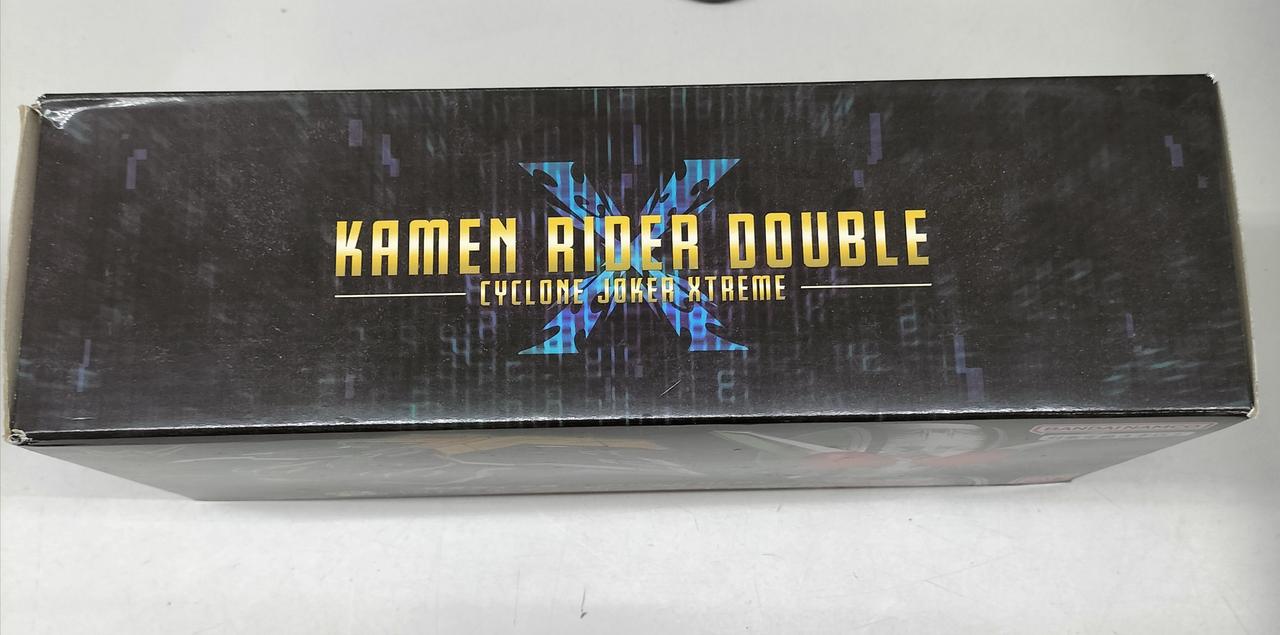 KAMEN RIDER DOUBLE
CYCLONE JOKER XTREME
BANDAI NAMCO